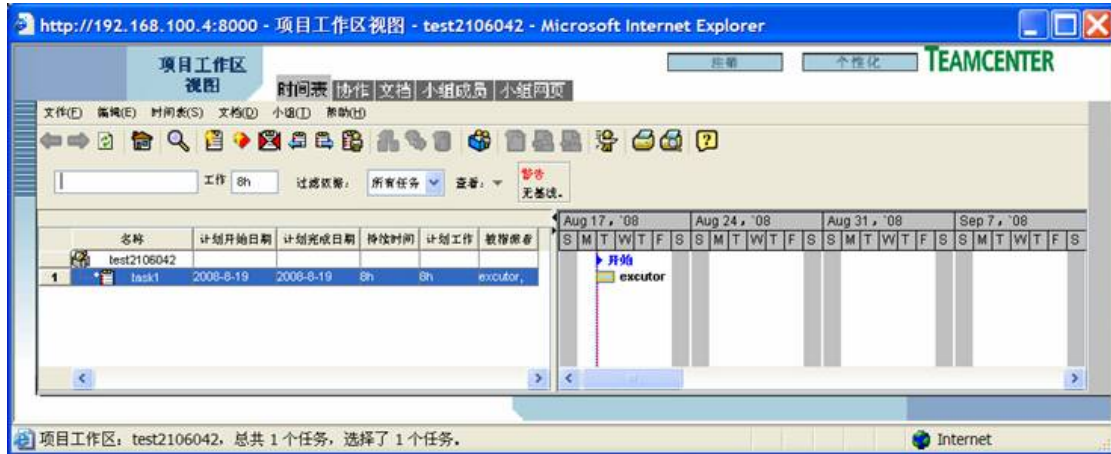 http://192.168.100.4:8000 - 项目工作区视图 - test2106042 - Microsoft Internet Explorer
项目工作区
视图
时间表 协作 文档 小组成员 小组网页
注销 个性化 TEAMCENTER
文件(F) 编辑(E) 时间表(S) 文档(D) 小组(T) 帮助(H)
工作 8h 过滤依据: 所有任务 查看:
警告
无基线.
Aug 17, '08 Aug 24, '08 Aug 31, '08 Sep 7, '08
名称 计划开始日期 计划完成日期 持续时间 计划工作 被指派者
S M T W T F S S M T W T F S S M T W T F S S M T W T F S
test2106042 开始
1 task1 2008-8-19 2008-8-19 8h 8h excutor, excutor
项目工作区: test2106042, 总共 1 个任务, 选择了 1 个任务.
Internet